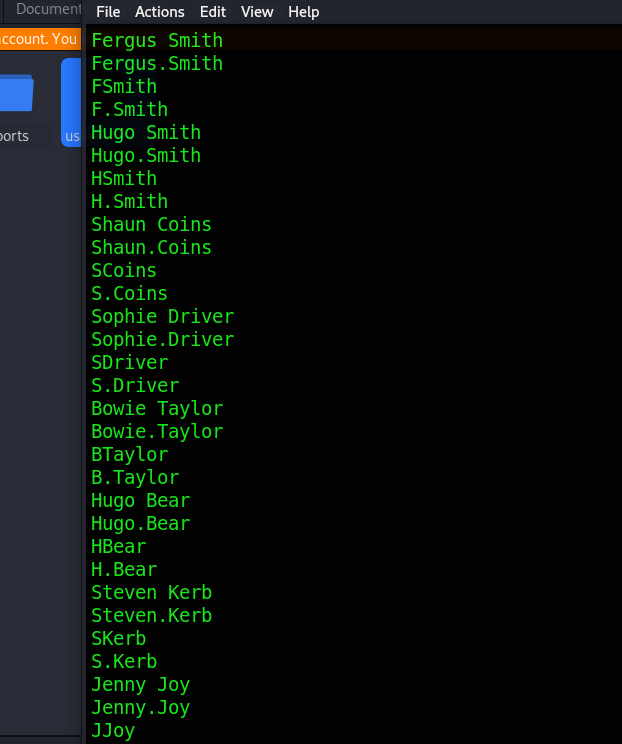 Document
File Actions Edit View Help
ccount. You
ports
us
Fergus Smith
Fergus.Smith
FSmith
F.Smith
Hugo Smith
Hugo.Smith
HSmith
H.Smith
Shaun Coins
Shaun.Coins
SCoins
S.Coins
Sophie Driver
Sophie.Driver
SDriver
S.Driver
Bowie Taylor
Bowie.Taylor
BTaylor
B.Taylor
Hugo Bear
Hugo.Bear
HBear
H.Bear
Steven Kerb
Steven.Kerb
SKerb
S.Kerb
Jenny Joy
Jenny.Joy
JJoy